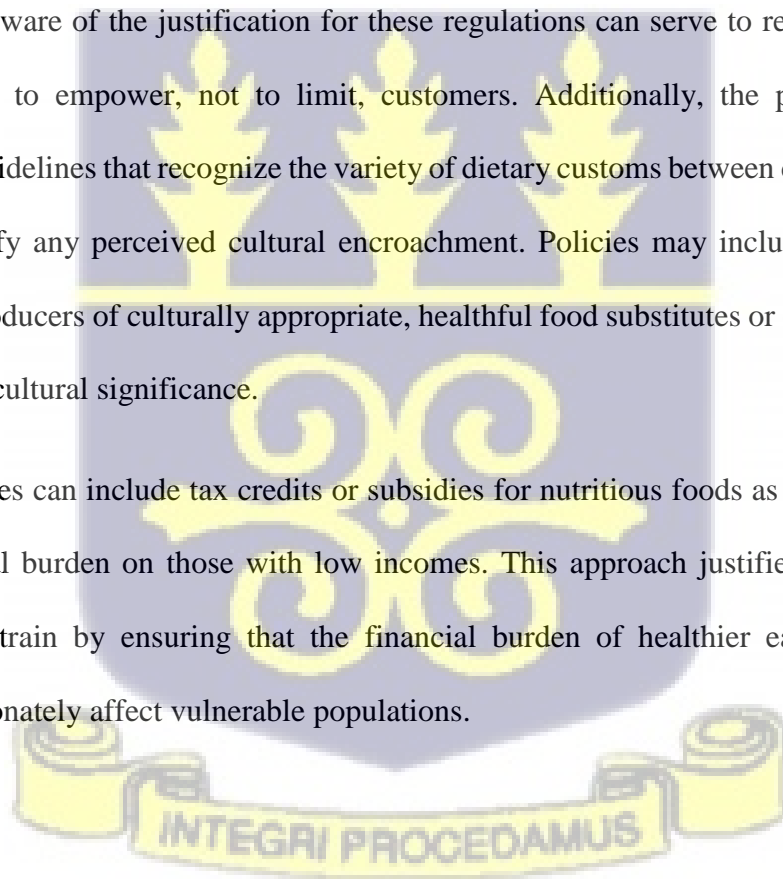 ware of the justification for these regulations can serve to re
to empower, not to limit, customers. Additionally, the p
idelines that recognize the variety of dietary customs between
fy any perceived cultural encroachment. Policies may inclu
oducers of culturally appropriate, healthful food substitutes or
cultural significance.
es can include tax credits or subsidies for nutritious foods as
l burden on those with low incomes. This approach justifie
train by ensuring that the financial burden of healthier ea
onately affect vulnerable populations.
INTEGRI PROCEDAMUS